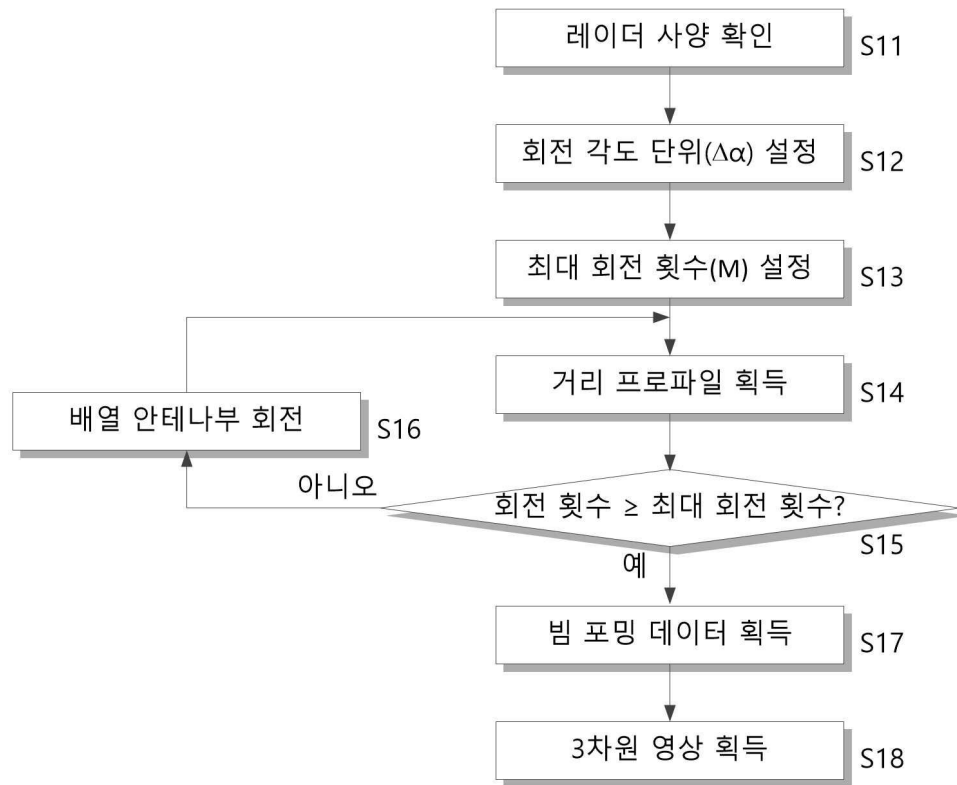 레이더 사양 확인
S11
회전 각도 단위(Δα) 설정
S12
최대 회전 횟수(M) 설정
S13
거리 프로파일 획득
S14
배열 안테나부 회전
S16
아니오
회전 횟수 ≥ 최대 회전 횟수?
S15
예
빔 포밍 데이터 획득
S17
3차원 영상 획득
S18